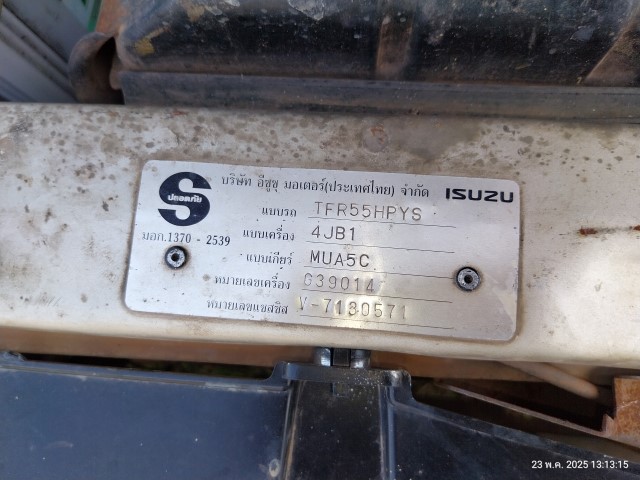 บริษัท อีซูซุ มอเตอร์(ประเทศไทย) จำกัด ISUZU
ปลอดภัย
แบบรถ TFR55HPYS
มอก.1370 - 2539 แบบเครื่อง 4JB1
แบบเกียร์ MUA5C
หมายเลขเครื่อง 639014
หมายเลขแชสซิส V-7180571
23 พ.ค. 2025 13:13:15